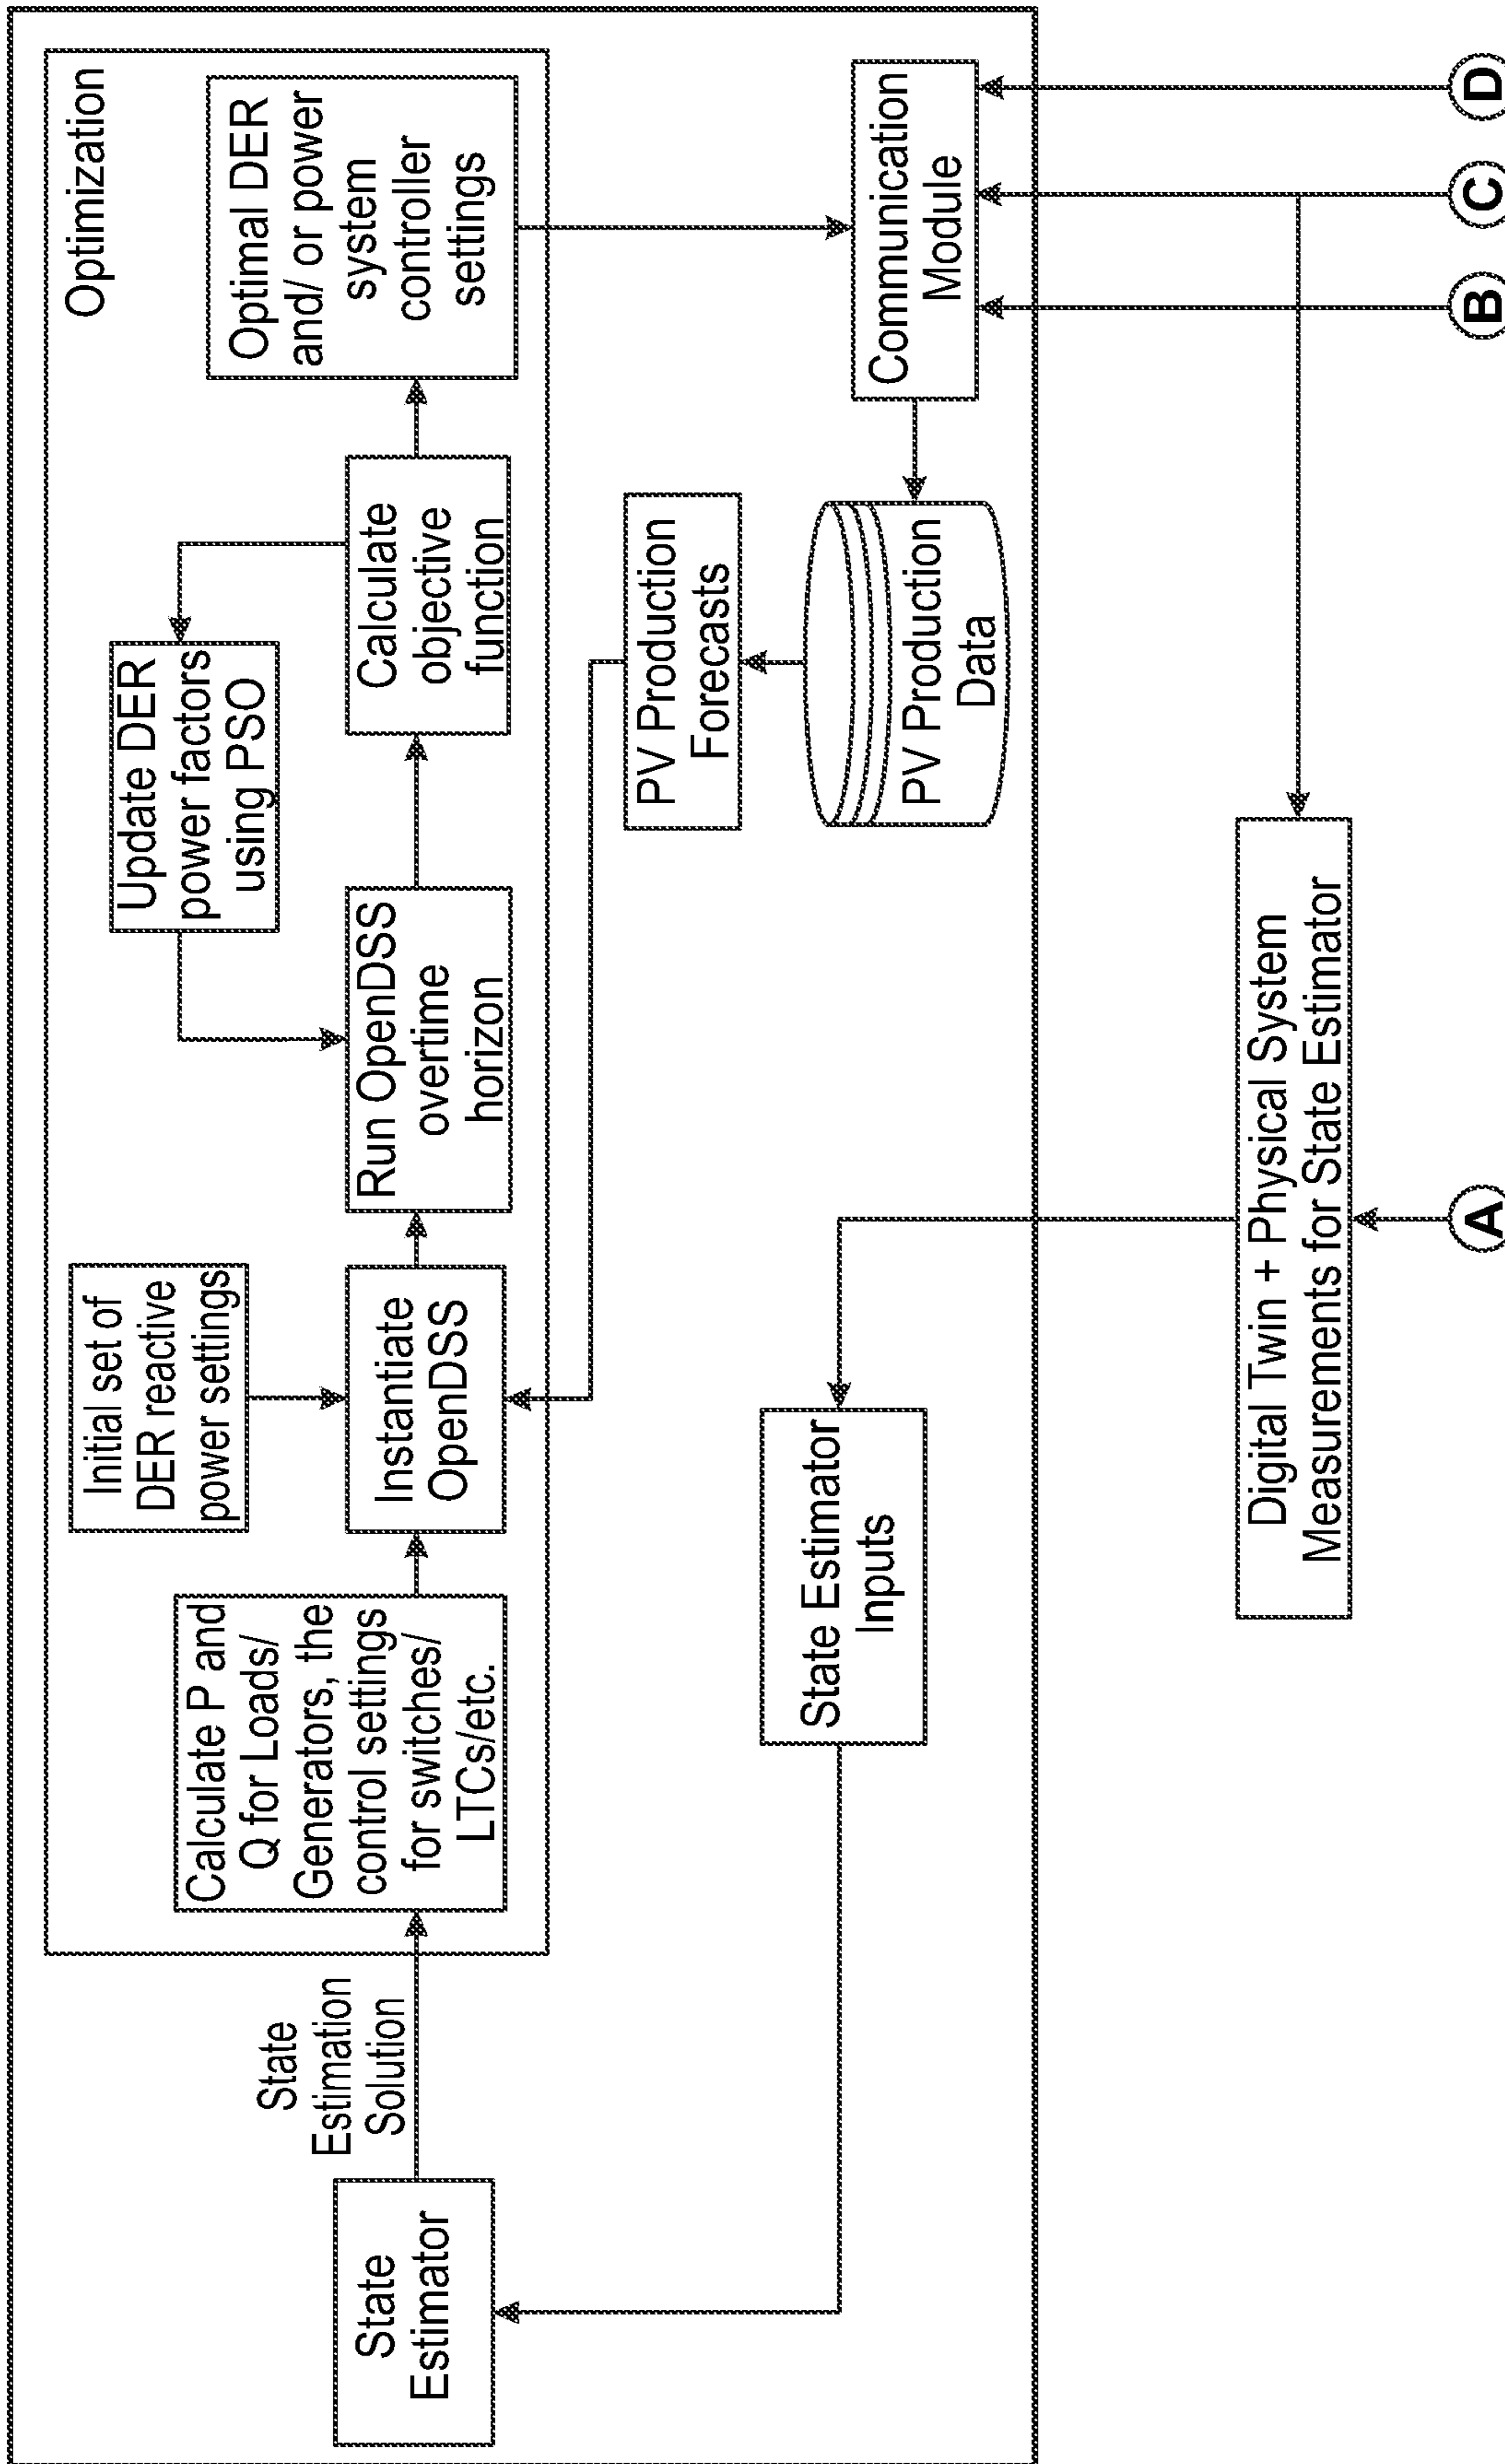 Optimization
State
Estimator
State
Estimation
Solution
Calculate P and
Q for Loads/
Generators, the
control settings
for switches/
LTCs/etc.
Initial set of
DER reactive
power settings
Instantiate
OpenDSS
Run OpenDSS
overtime
horizon
Update DER
power factors
using PSO
Calculate
objective
function
Optimal DER
and/ or power
system
controller
settings
State Estimator
Inputs
PV Production
Forecasts
PV Production
Data
Communication
Module
Digital Twin + Physical System
Measurements for State Estimator
A
B
C
D